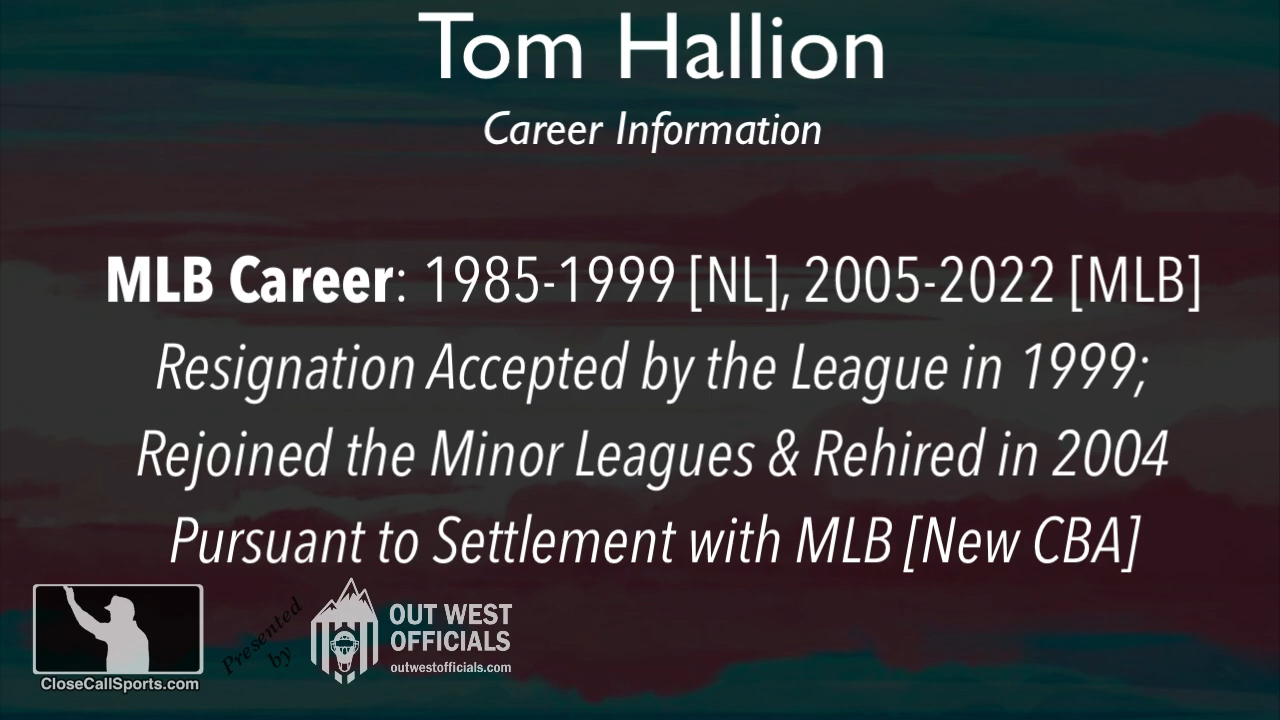 Tom Hallion
Career Information
MLB Career: 1985-1999 [NL], 2005-2022 [MLB]
Resignation Accepted by the League in 1999;
Rejoined the Minor Leagues & Rehired in 2004
Pursuant to Settlement with MLB [New CBA]
CloseCallSports.com
Presented
by
OUT WEST
OFFICIALS
outwestofficials.com